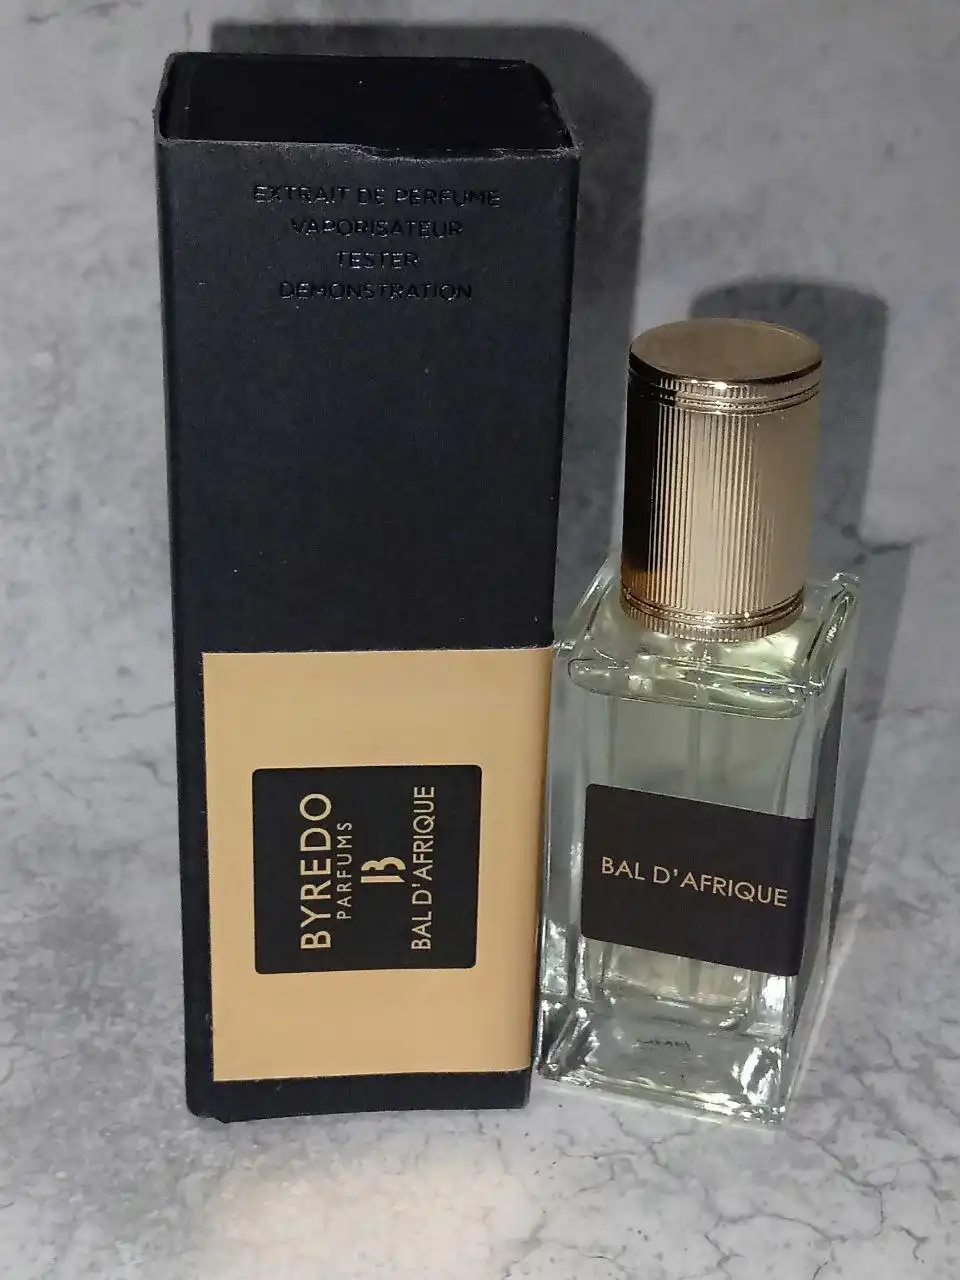 EXTRAIT DE PERFUME
VAPORISATEUR
TESTER
DEMONSTRATION
BYREDO
PARFUMS
B
BAL D'AFRIQUE
BAL D'AFRIQUE